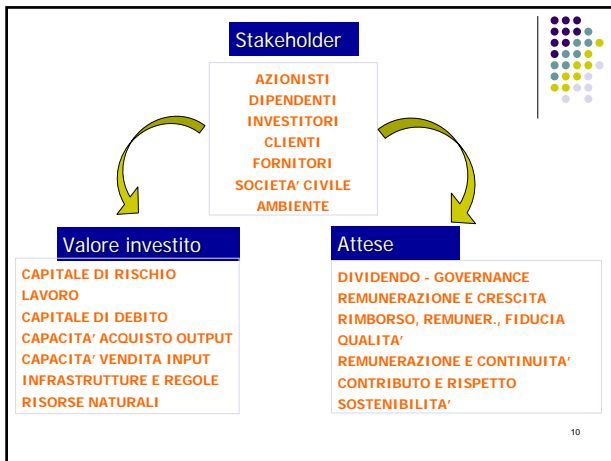 Stakeholder
AZIONISTI
DIPENDENTI
INVESTITORI
CLIENTI
FORNITORI
SOCIETA' CIVILE
AMBIENTE
Valore investito
CAPITALE DI RISCHIO
LAVORO
CAPITALE DI DEBITO
CAPACITA' ACQUISTO OUTPUT
CAPACITA' VENDITA INPUT
INFRASTRUTTURE E REGOLE
RISORSE NATURALI
Attese
DIVIDENDO - GOVERNANCE
REMUNERAZIONE E CRESCITA
RIMBORSO, REMUNER., FIDUCIA
QUALITA'
REMUNERAZIONE E CONTINUITA'
CONTRIBUTO E RISPETTO
SOSTENIBILITA'
10